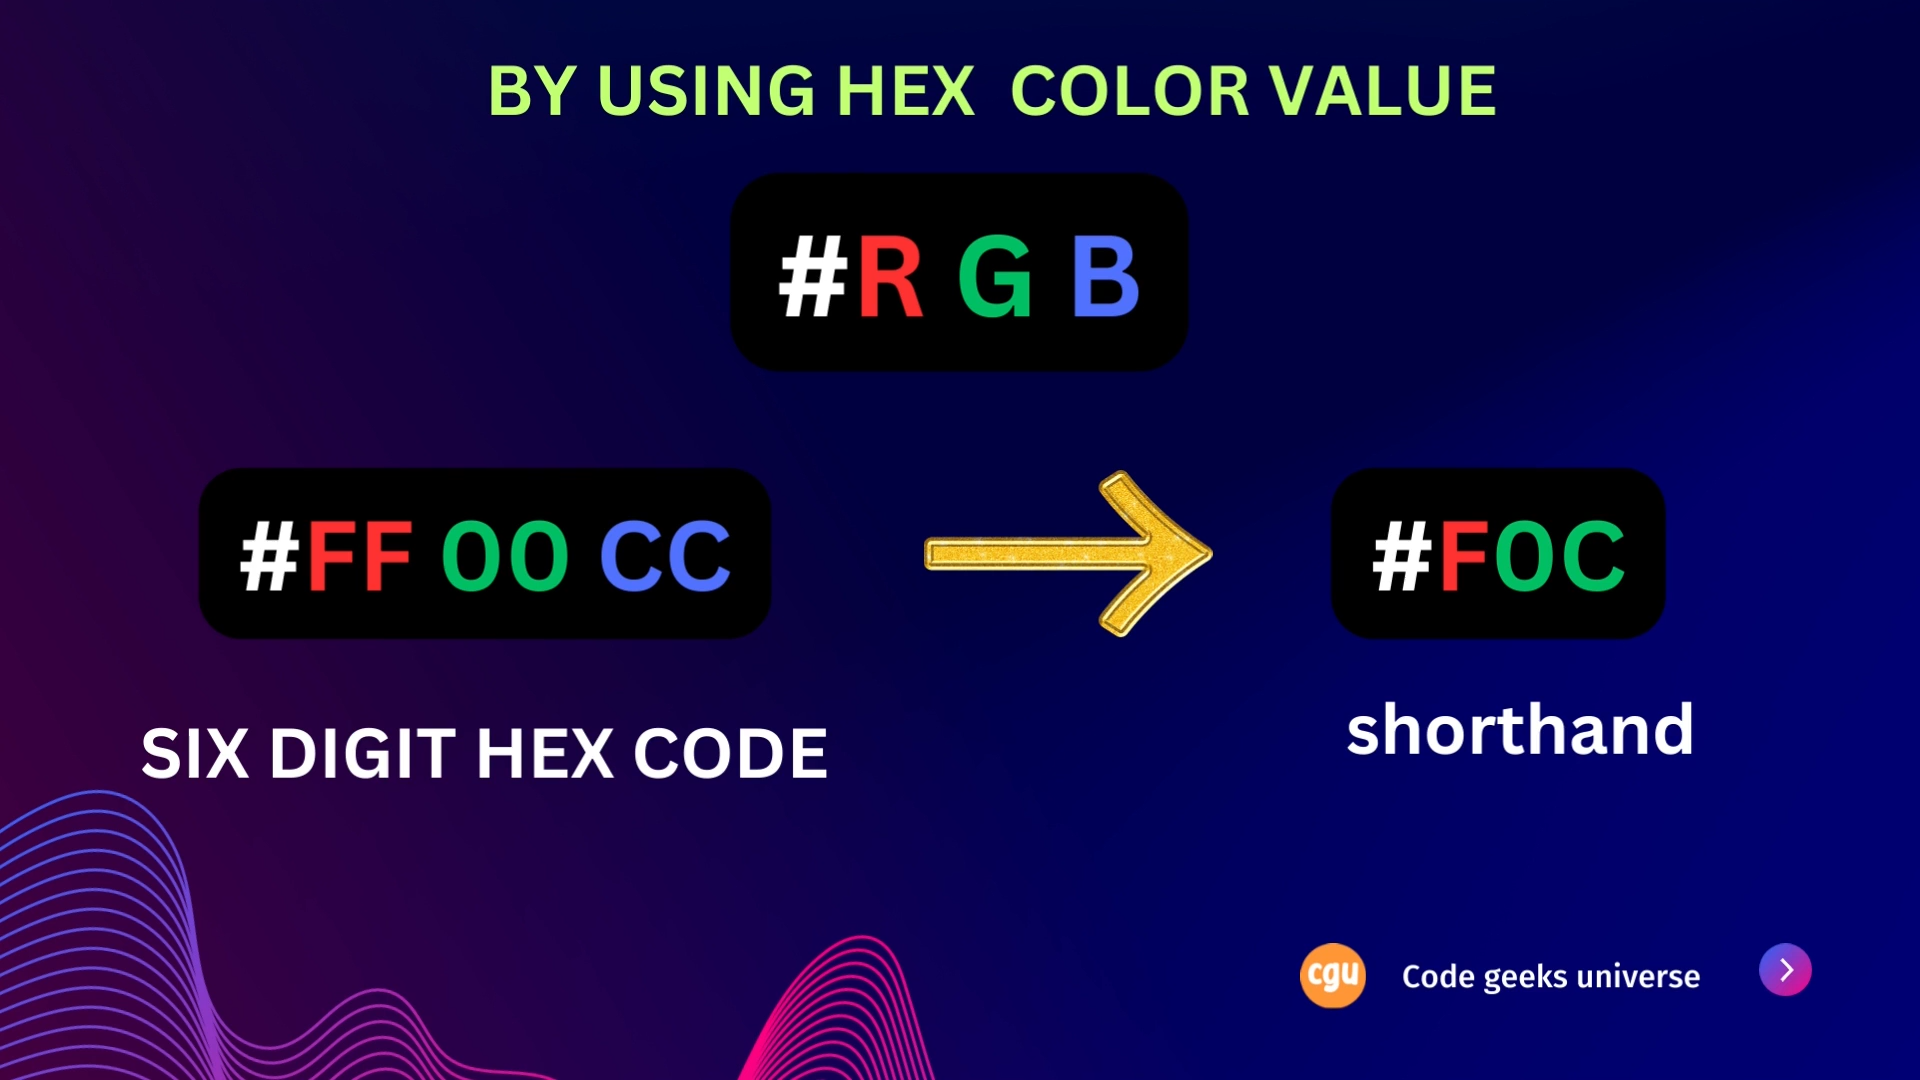 BY USING HEX COLOR VALUE
#R G B
#FF 00 CC
#F0C
SIX DIGIT HEX CODE
shorthand
cgu
Code geeks universe